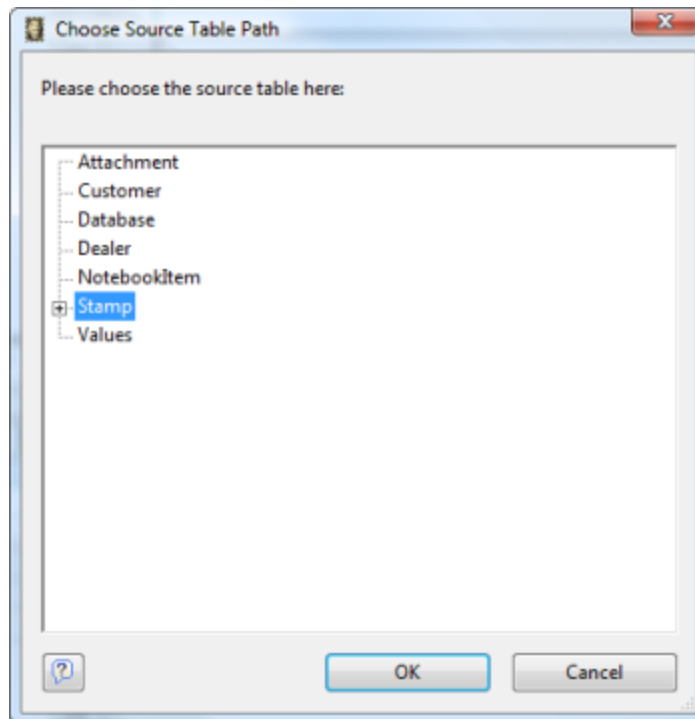 Choose Source Table Path
Please choose the source table here:
Attachment
Customer
Database
Dealer
NotebookItem
Stamp
Values
OK
Cancel